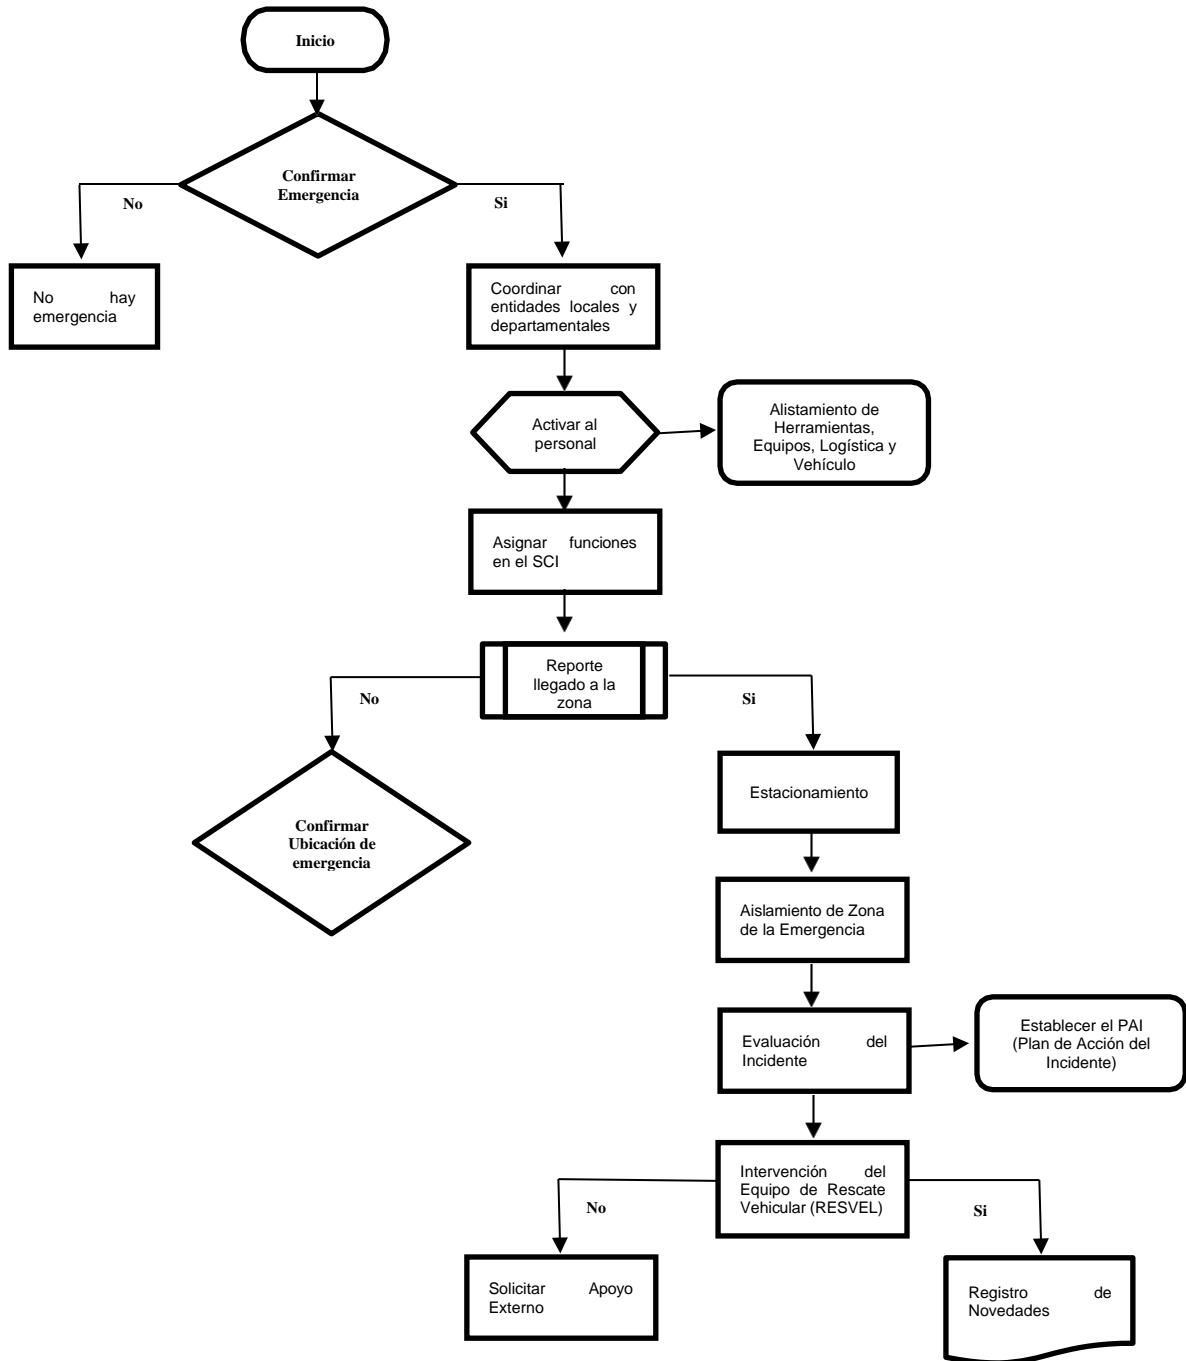 Inicio
Confirmar
Emergencia
No
Si
No hay
emergencia
Coordinar con
entidades locales y
departamentales
Activar al
personal
Alistamiento de
Herramientas,
Equipos, Logística y
Vehículo
Asignar funciones
en el SCI
Reporte
llegado a la
zona
No
Si
Confirmar
Ubicación de
emergencia
Estacionamiento
Aislamiento de Zona
de la Emergencia
Evaluación del
Incidente
Establecer el PAI
(Plan de Acción del
Incidente)
Intervención del
Equipo de Rescate
Vehicular (RESVEL)
No
Si
Solicitar Apoyo
Externo
Registro de
Novedades